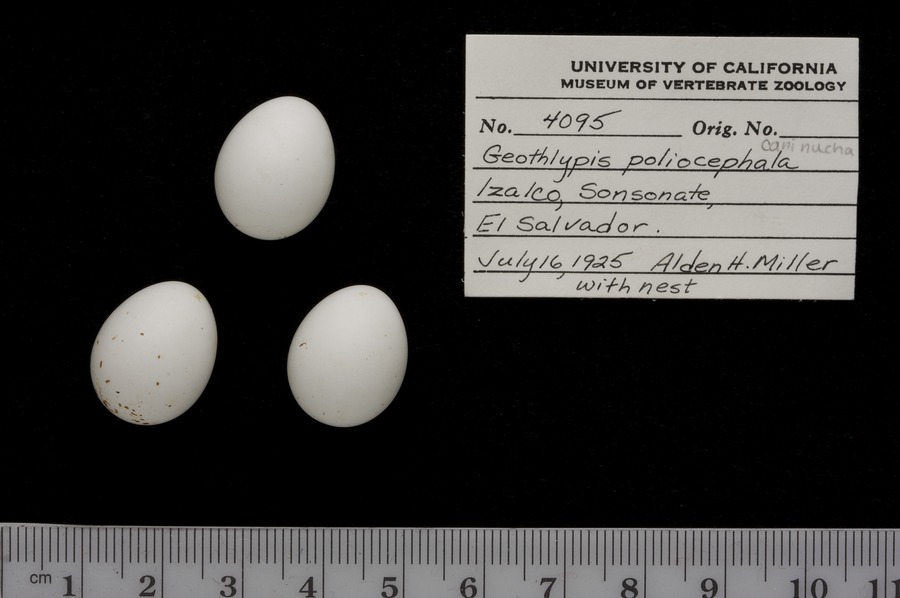 UNIVERSITY OF CALIFORNIA
MUSEUM OF VERTEBRATE ZOOLOGY
No. 4095 Orig. No.
caninucha
Geothlypis poliocephala
Izalco, Sonsonate,
El Salvador.
July 16, 1925 Alden H. Miller
with nest
cm 1 2 3 4 5 6 7 8 9 10 11